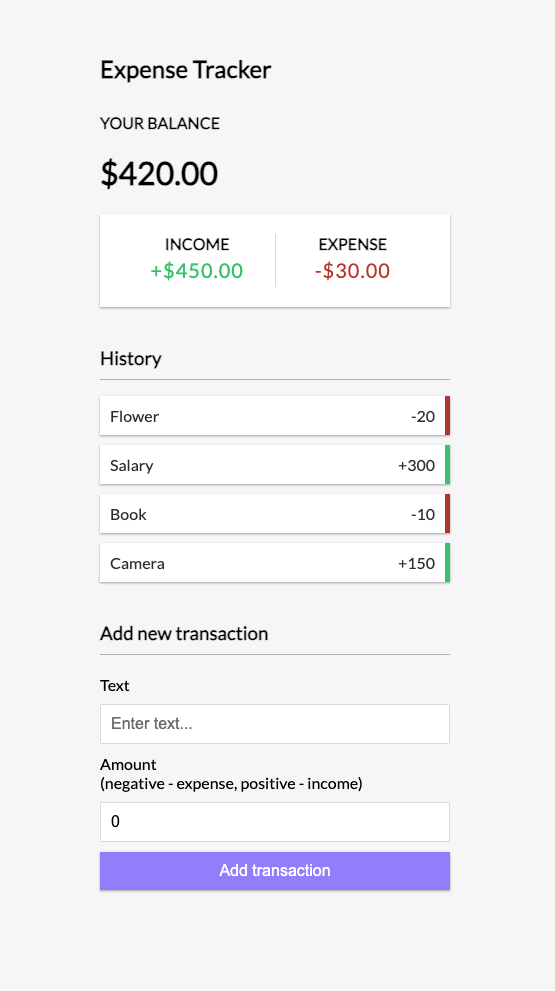 Expense Tracker
YOUR BALANCE
$420.00
INCOME EXPENSE
+$450.00 -$30.00
History
Flower -20
Salary +300
Book -10
Camera +150
Add new transaction
Text
Enter text...
Amount
(negative - expense, positive - income)
0
Add transaction